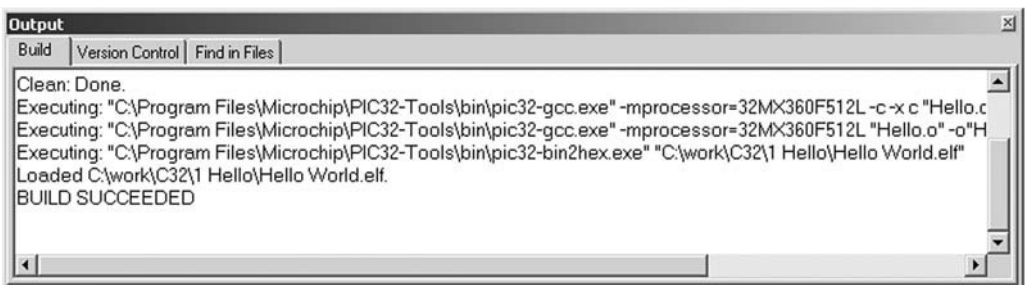 Output
Build Version Control Find in Files
Clean: Done.
Executing: "C:\Program Files\Microchip\PIC32-Tools\bin\pic32-gcc.exe" -mprocessor=32MX360F512L -c -x c "Hello.c
Executing: "C:\Program Files\Microchip\PIC32-Tools\bin\pic32-gcc.exe" -mprocessor=32MX360F512L "Hello.o" -o"H
Executing: "C:\Program Files\Microchip\PIC32-Tools\bin\pic32-bin2hex.exe" "C:\work\C32\1 Hello\Hello World.elf"
Loaded C:\work\C32\1 Hello\Hello World.elf.
BUILD SUCCEEDED